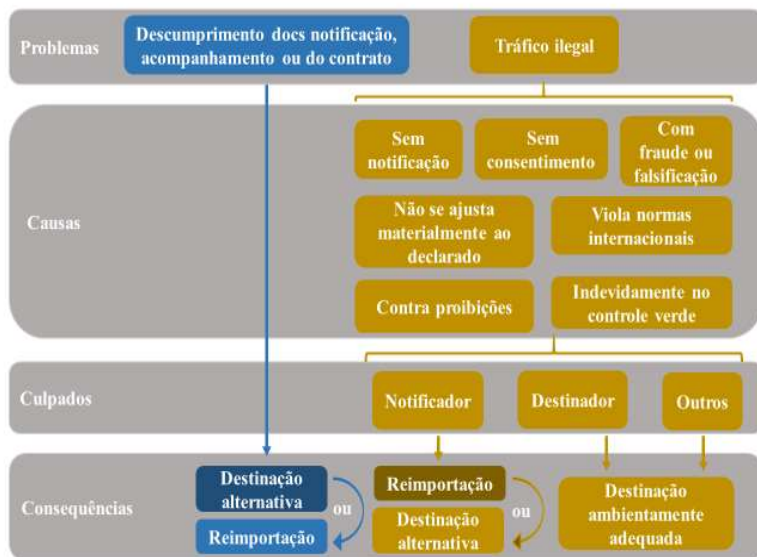 Problemas
Descumprimento docs notificação,
acompanhamento ou do contrato
Tráfico ilegal
Causas
Sem
notificação
Sem
consentimento
Com
fraude ou
falsificação
Não se ajusta
materialmente ao
declarado
Viola normas
internacionais
Contra proibições
Indevidamente no
controle verde
Culpados
Notificador
Destinador
Outros
Consequências
Destinação
alternativa
ou
Reimportação
Reimportação
ou
Destinação
alternativa
Destinação
ambientamente
adequada